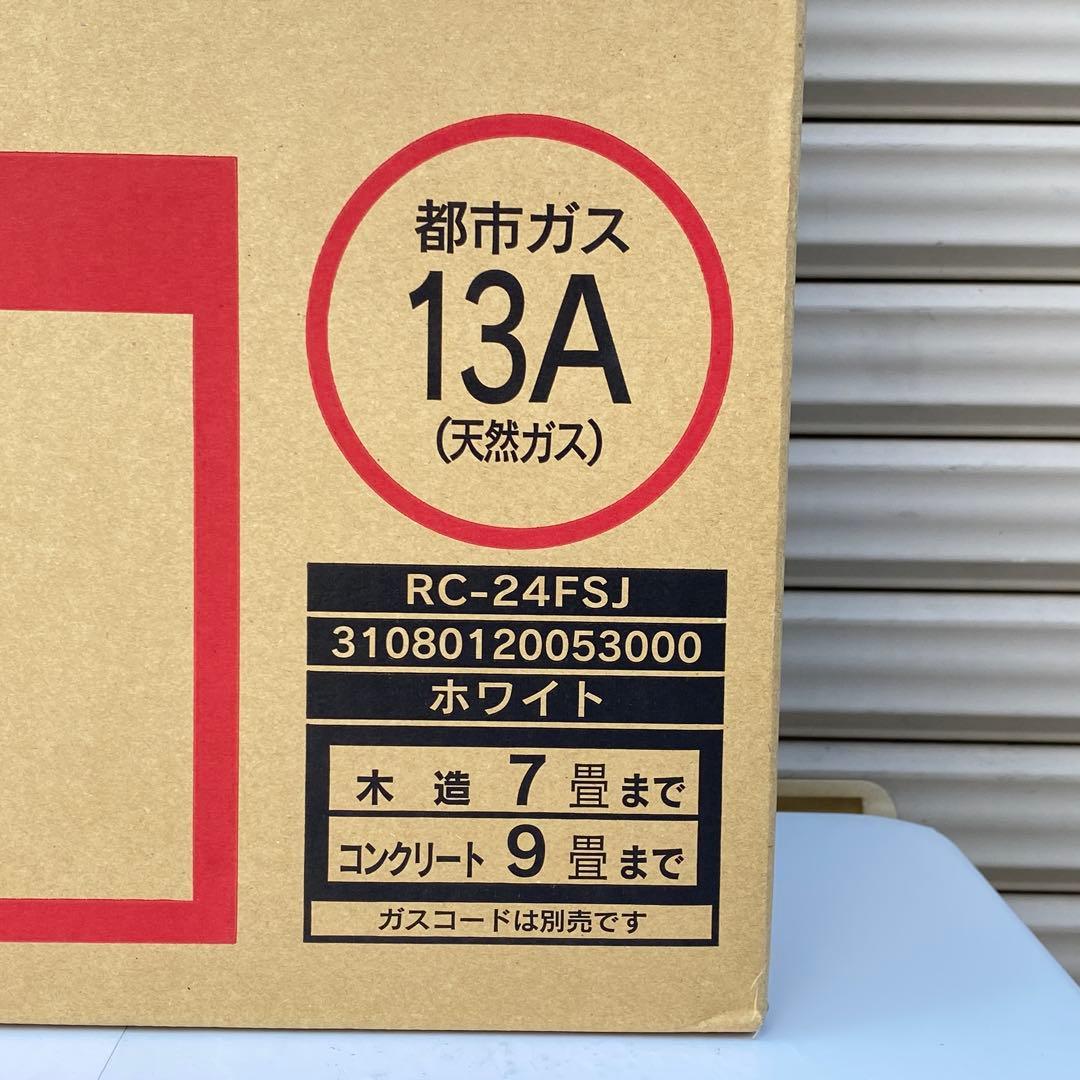 都市ガス
13A
(天然ガス)
RC-24FSJ
31080120053000
ホワイト
木造 7 畳まで
コンクリート 9 畳まで
ガスコードは別売です